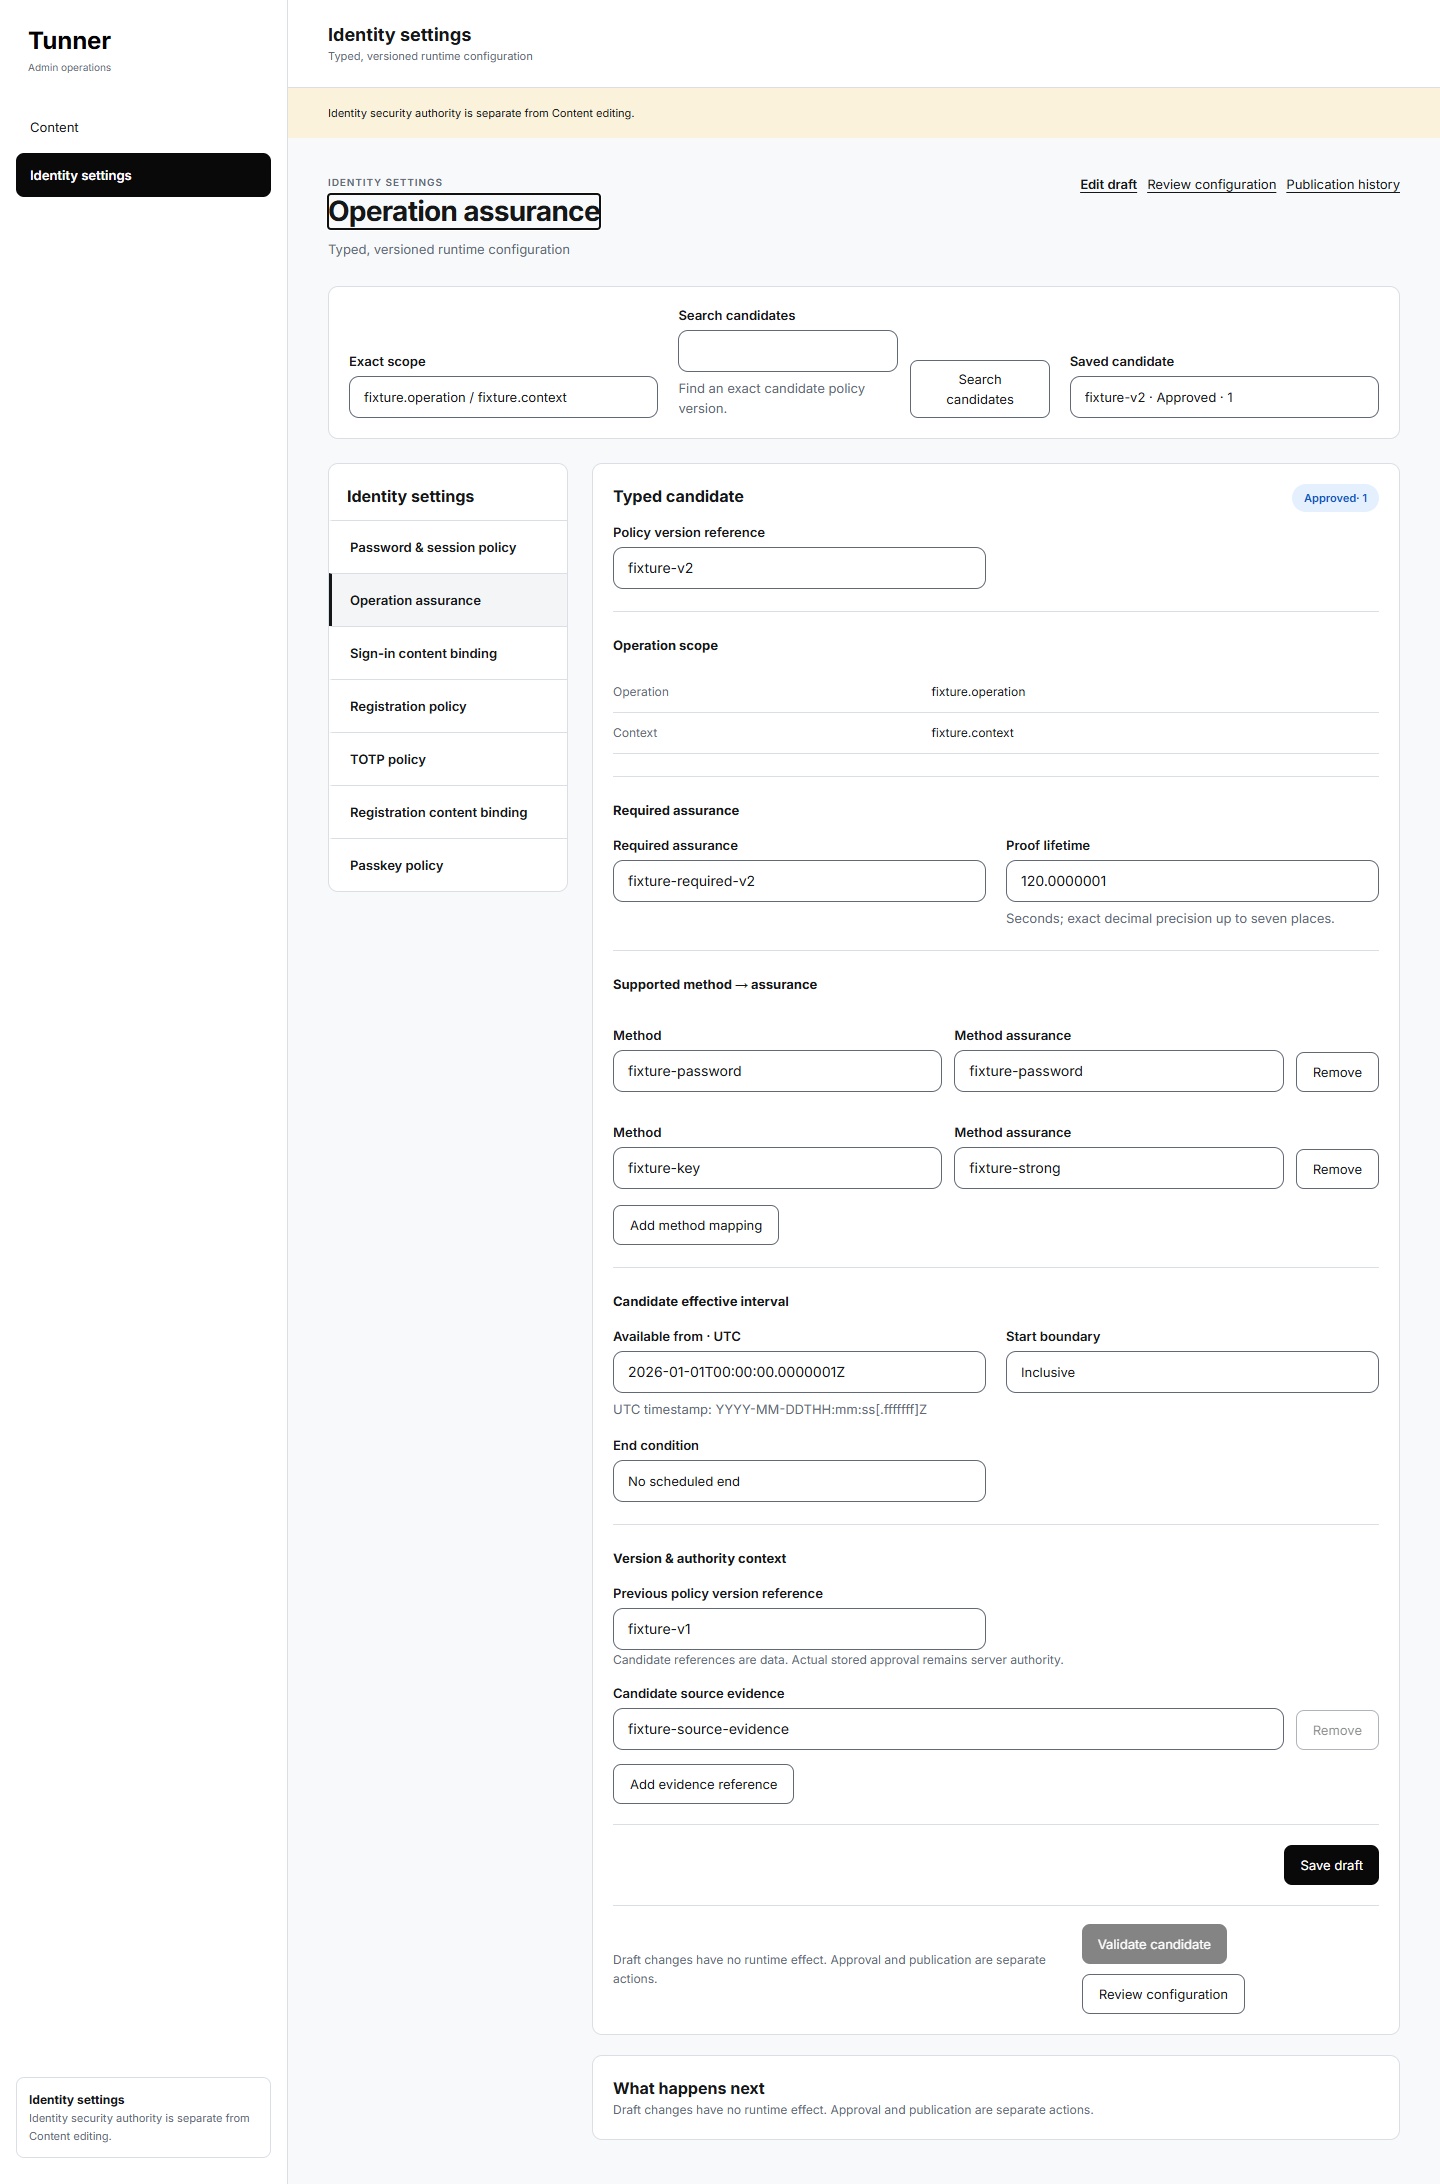 Tunner
Admin operations
Content
Identity settings
Identity settings
Identity security authority is separate from
Content editing.
Identity settings
Typed, versioned runtime configuration
Identity security authority is separate from Content editing.
IDENTITY SETTINGS
Operation assurance
Typed, versioned runtime configuration
Edit draft
Review configuration
Publication history
Exact scope
fixture.operation / fixture.context
Search candidates
Find an exact candidate policy
version.
Search
candidates
Saved candidate
fixture-v2 · Approved · 1
Identity settings
Password & session policy
Operation assurance
Sign-in content binding
Registration policy
TOTP policy
Registration content binding
Passkey policy
Typed candidate
Approved· 1
Policy version reference
fixture-v2
Operation scope
Operation
fixture.operation
Context
fixture.context
Required assurance
Required assurance
fixture-required-v2
Proof lifetime
120.0000001
Seconds; exact decimal precision up to seven places.
Supported method → assurance
Method
fixture-password
Method assurance
fixture-password
Remove
Method
fixture-key
Method assurance
fixture-strong
Remove
Add method mapping
Candidate effective interval
Available from · UTC
2026-01-01T00:00:00.0000001Z
UTC timestamp: YYYY-MM-DDTHH:mm:ss[.fffffff]Z
Start boundary
Inclusive
End condition
No scheduled end
Version & authority context
Previous policy version reference
fixture-v1
Candidate references are data. Actual stored approval remains server authority.
Candidate source evidence
fixture-source-evidence
Remove
Add evidence reference
Save draft
Draft changes have no runtime effect. Approval and publication are separate
actions.
Validate candidate
Review configuration
What happens next
Draft changes have no runtime effect. Approval and publication are separate actions.